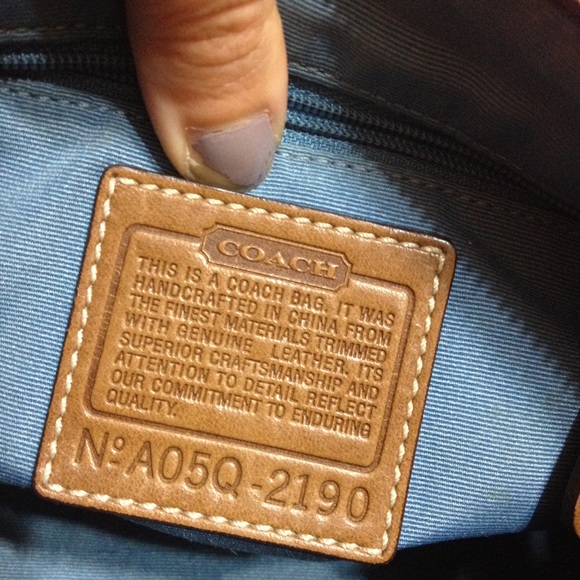 COACH
THIS IS A COACH BAG. IT WAS
HANDCRAFTED IN CHINA FROM
THE FINEST MATERIALS TRIMMED
WITH GENUINE LEATHER. ITS
SUPERIOR CRAFTSMANSHIP AND
ATTENTION TO DETAIL REFLECT
OUR COMMITMENT TO ENDURING
QUALITY.
Nº A05Q-2190